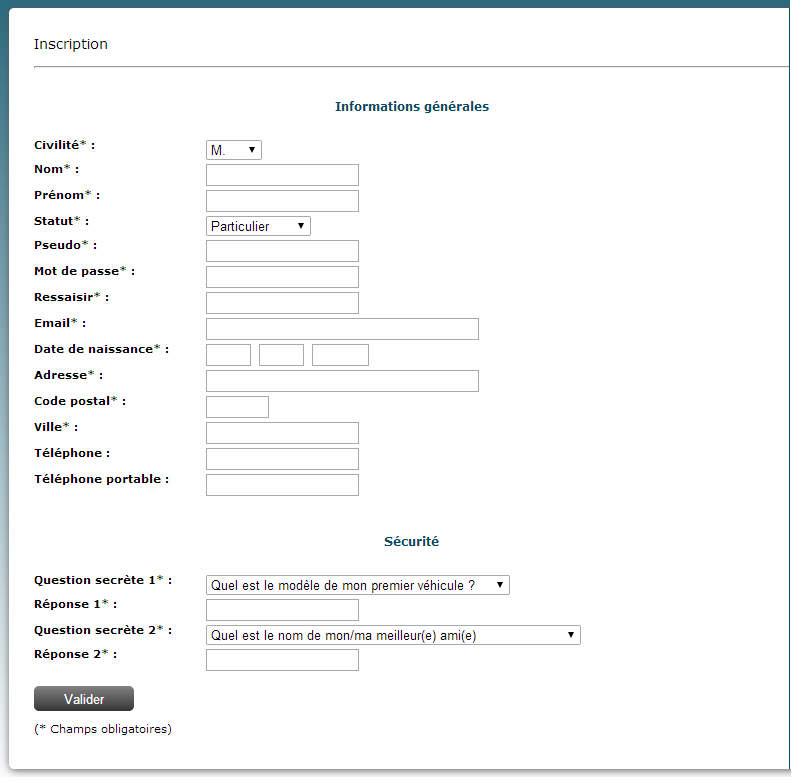 Inscription
Informations générales
Civilité* :
M.
Nom* :
Prénom* :
Statut* :
Particulier
Pseudo* :
Mot de passe* :
Ressaisir* :
Email* :
Date de naissance* :
Adresse* :
Code postal* :
Ville* :
Téléphone :
Téléphone portable :
Sécurité
Question secrète 1* :
Quel est le modèle de mon premier véhicule ?
Réponse 1* :
Question secrète 2* :
Quel est le nom de mon/ma meilleur(e) ami(e)
Réponse 2* :
Valider
(* Champs obligatoires)